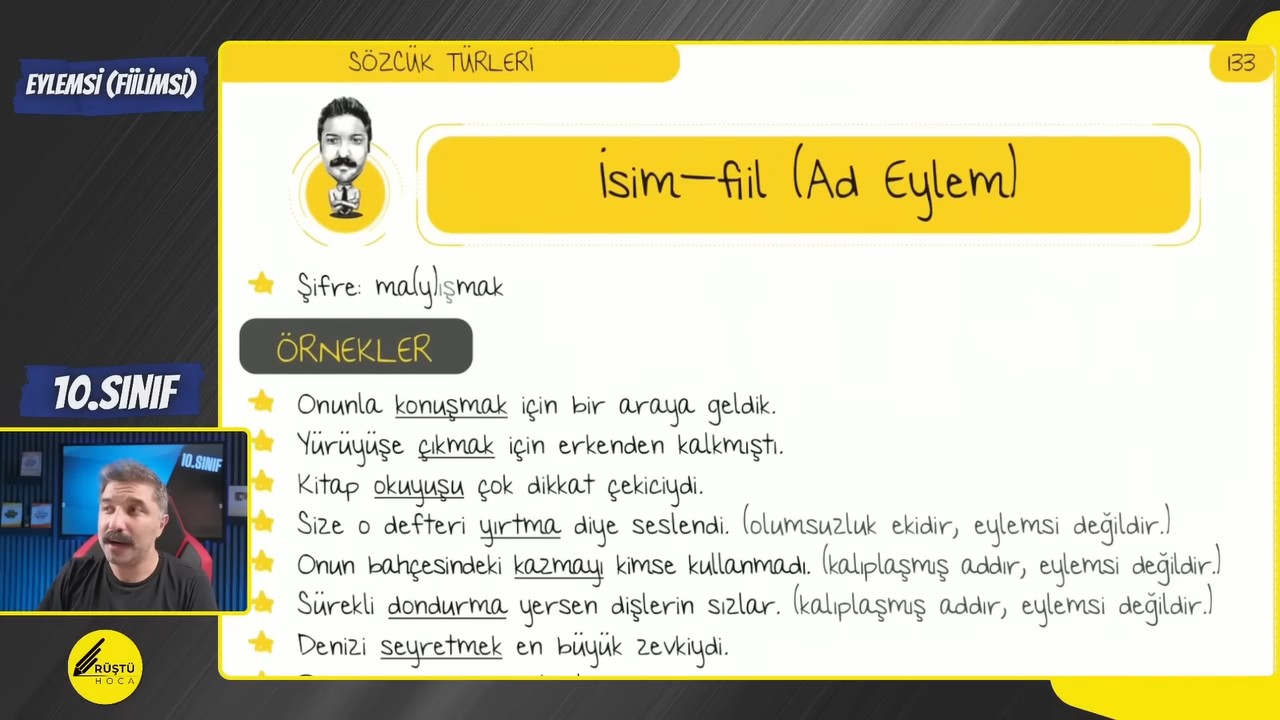 EYLEMSİ (FİİLİMSİ)
SÖZCÜK TÜRLERİ
133
İsim-fiil (Ad Eylem)
Şifre: ma(y)ışmak
ÖRNEKLER
Onunla konuşmak için bir araya geldik.
Yürüyüşe çıkmak için erkenden kalkmıştı.
Kitap okuyuşu çok dikkat çekiciydi.
Size o defteri yırtma diye seslendi. (olumsuzluk ekidir, eylemsi değildir.)
Onun bahçesindeki kazmayı kimse kullanmadı. (kalıplaşmış addır, eylemsi değildir.)
Sürekli dondurma yersen dişlerin sızlar. (kalıplaşmış addır, eylemsi değildir.)
Denizi seyretmek en büyük zevkiydi.
10.SINIF
10.SINIF
RÜŞTÜ
HOCA